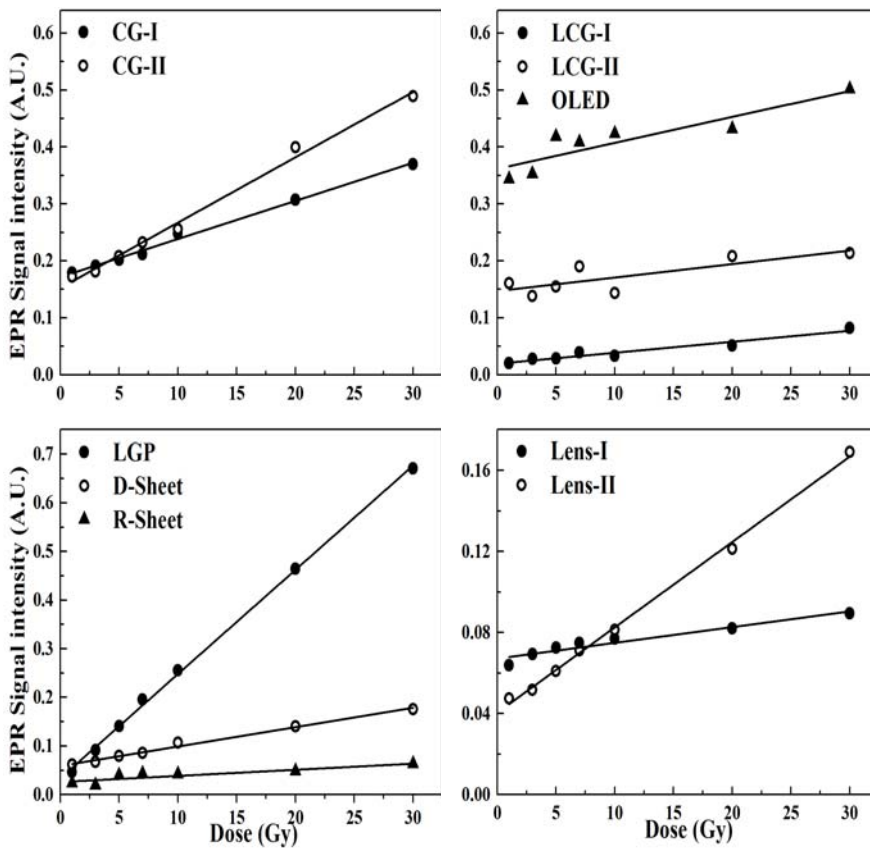 EPR Signal intensity (A.U.)
0.6
0.5
0.4
0.3
0.2
0.1
0.0
CG-I
CG-II
0 5 10 15 20 25 30
0.6
0.5
0.4
0.3
0.2
0.1
0.0
LCG-I
LCG-II
OLED
0 5 10 15 20 25 30
EPR Signal intensity (A.U.)
0.7
0.6
0.5
0.4
0.3
0.2
0.1
0.0
LGP
D-Sheet
R-Sheet
0 5 10 15 20 25 30
Dose (Gy)
0.16
0.12
0.08
0.04
0.00
Lens-I
Lens-II
0 5 10 15 20 25 30
Dose (Gy)